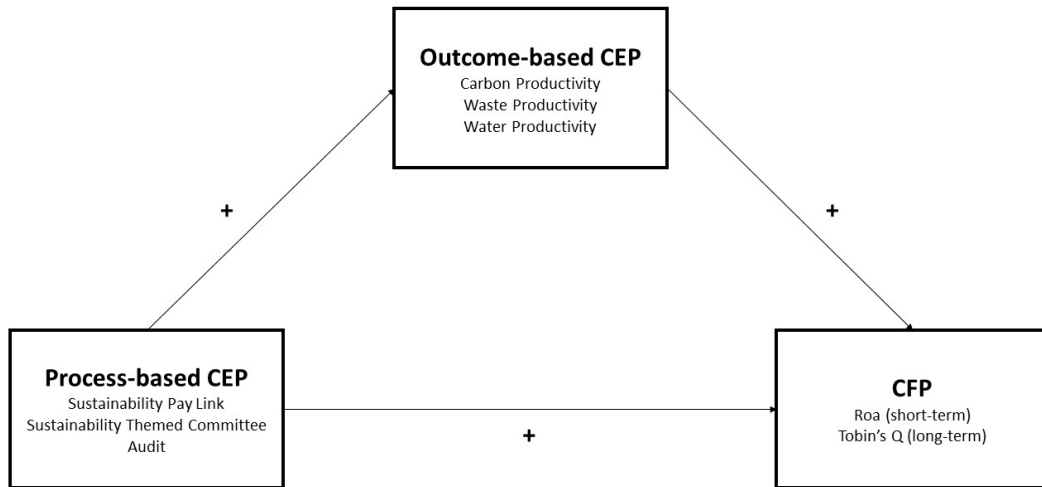 Outcome-based CEP
Carbon Productivity
Waste Productivity
Water Productivity
+
+
Process-based CEP
Sustainability Pay Link
Sustainability Themed Committee
Audit
+
CFP
Roa (short-term)
Tobin's Q (long-term)